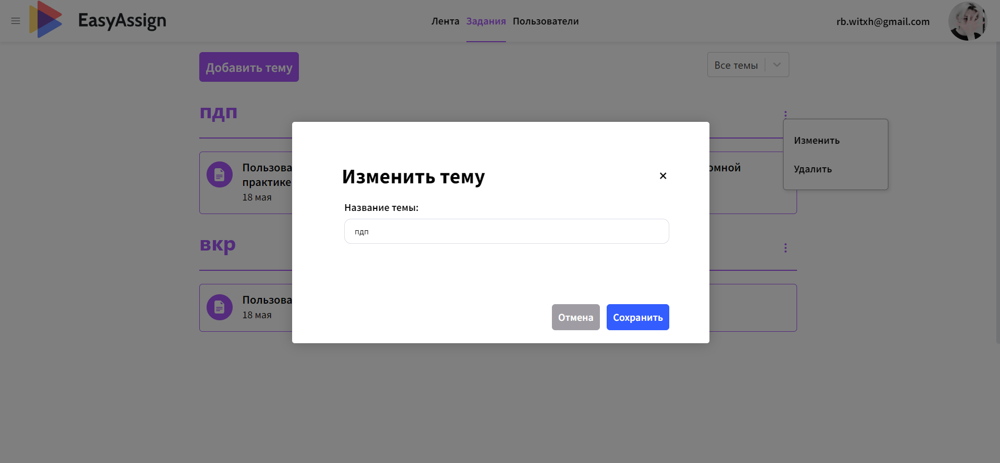 EasyAssign
Лента Задания Пользователи
rb.witxh@gmail.com
Добавить тему
Все темы
пдп
Изменить
Удалить
Пользова
омной
практике
18 мая
Изменить тему
Название темы:
пдп
вкр
Пользова
18 мая
Отмена Сохранить